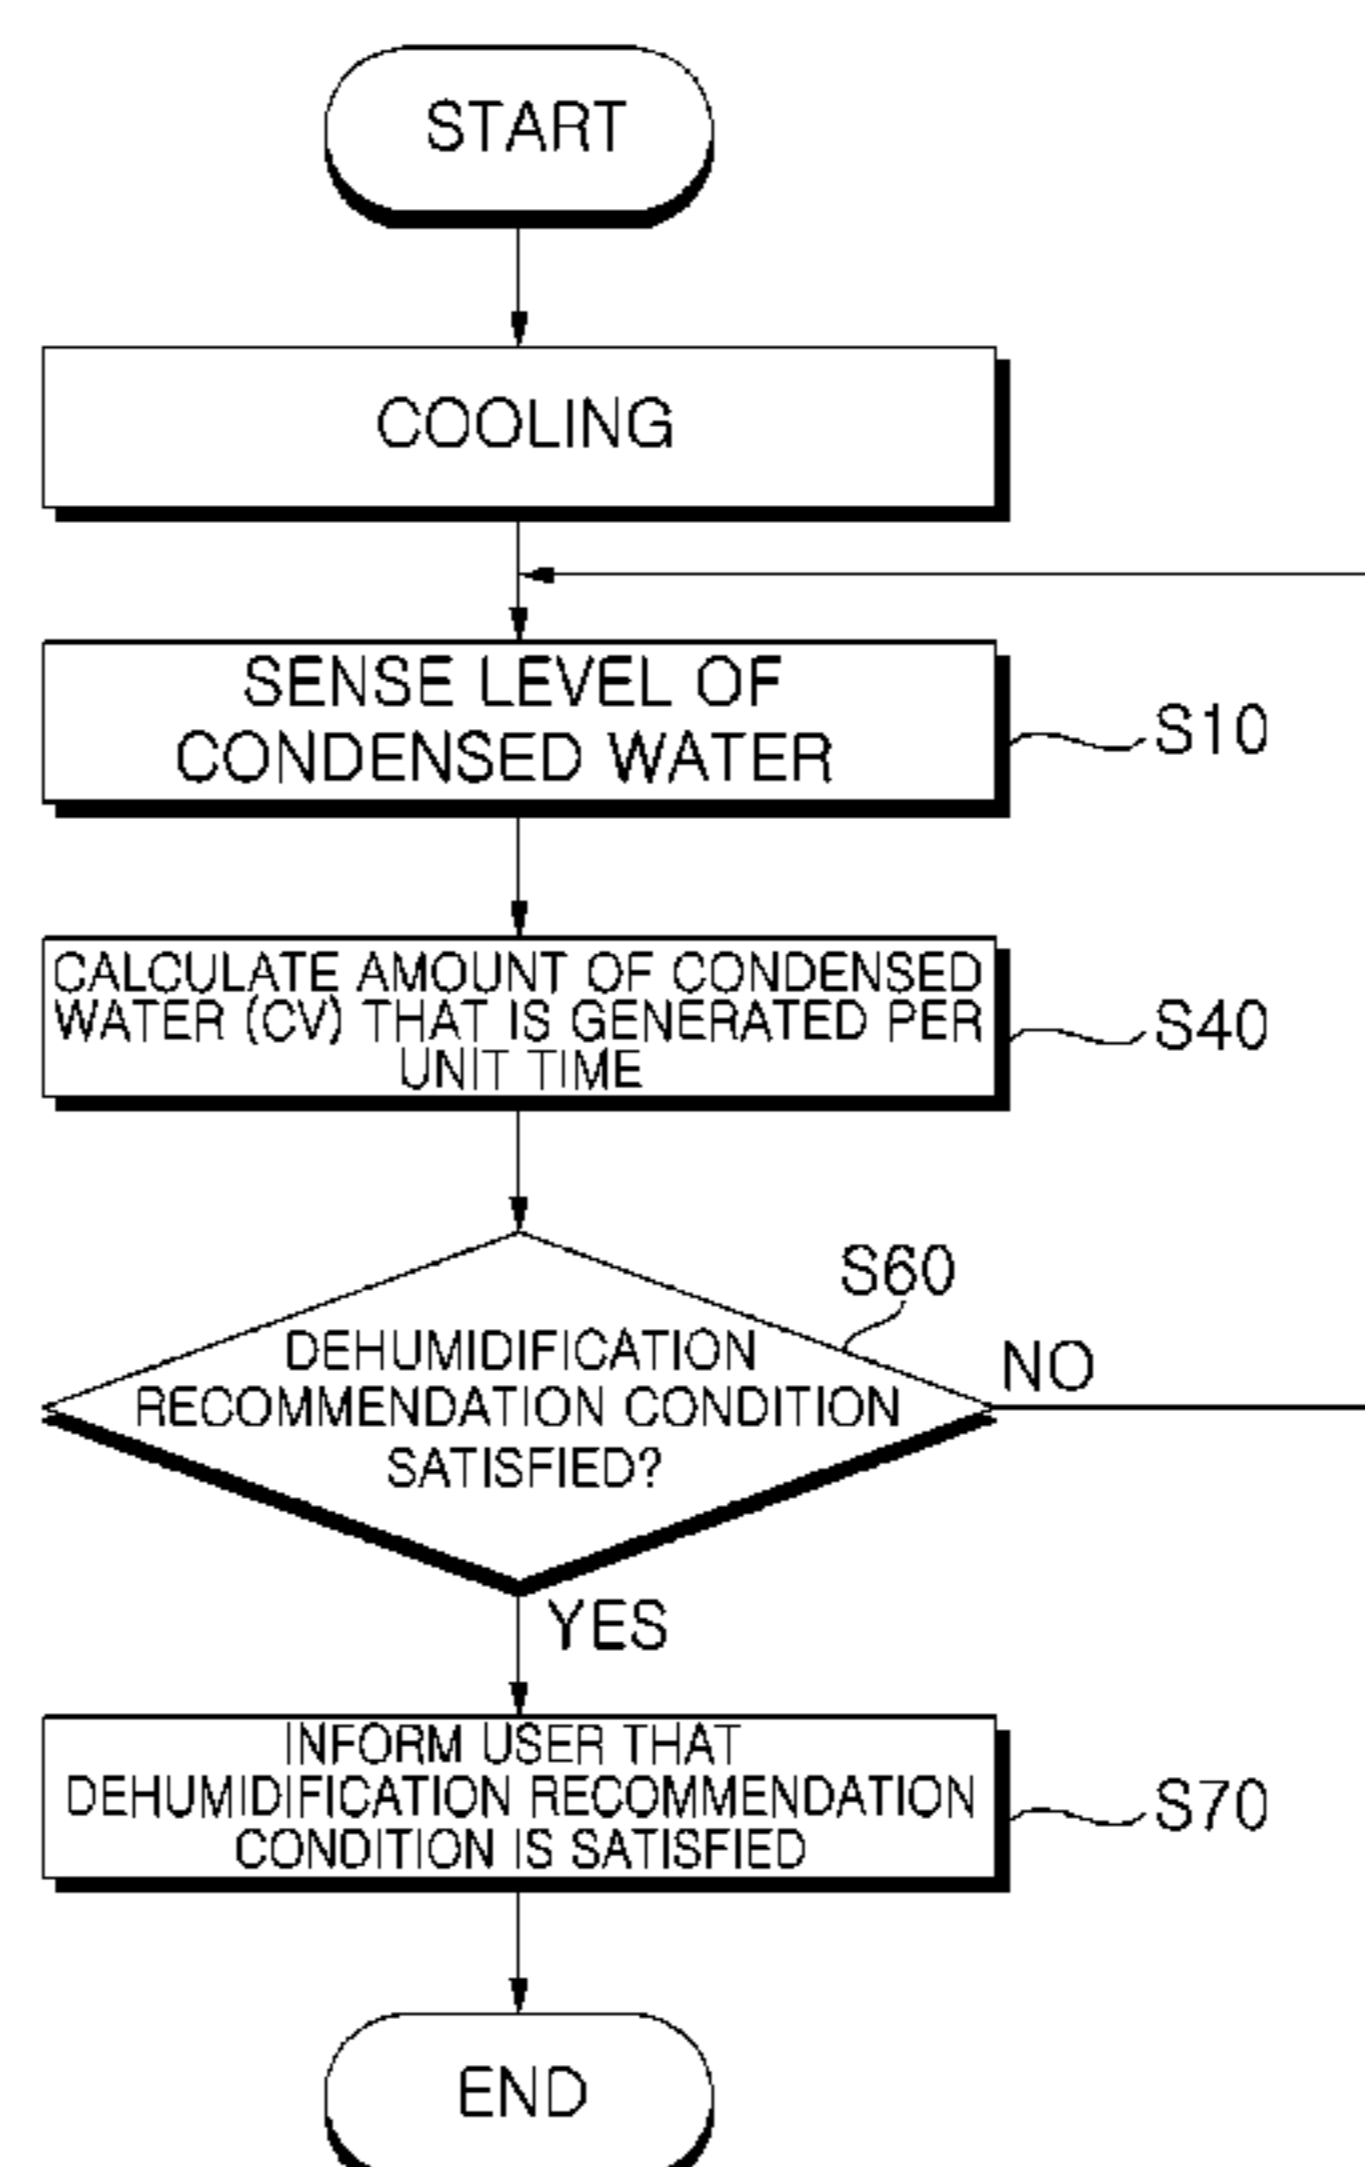 START
COOLING
SENSE LEVEL OF
CONDENSED WATER
S10
CALCULATE AMOUNT OF CONDENSED
WATER (CV) THAT IS GENERATED PER
UNIT TIME
S40
S60
DEHUMIDIFICATION
RECOMMENDATION CONDITION
SATISFIED?
NO
YES
INFORM USER THAT
DEHUMIDIFICATION RECOMMENDATION
CONDITION IS SATISFIED
S70
END